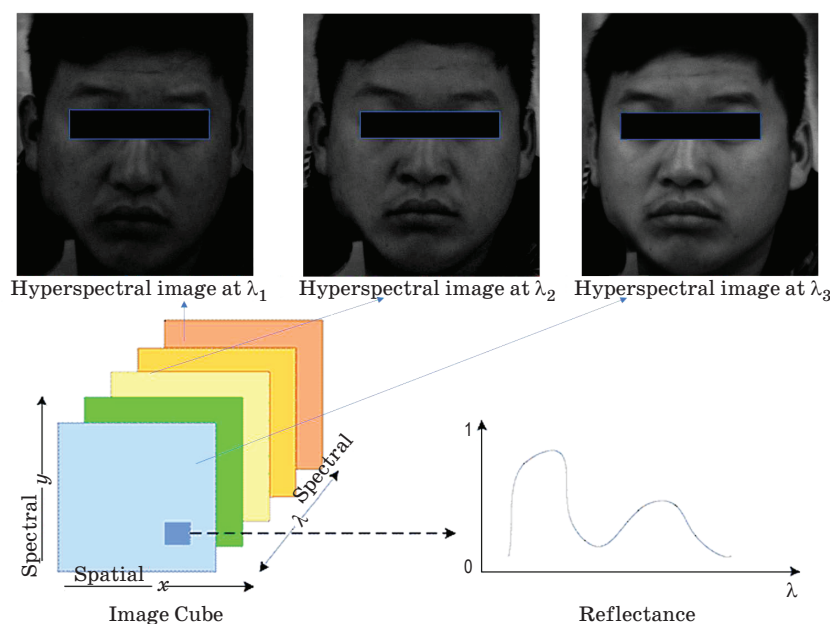 Hyperspectral image at λ1
Hyperspectral image at λ2
Hyperspectral image at λ3
Spectral
y
Spatial
x
Spectral
λ
Image Cube
1
0
λ
Reflectance